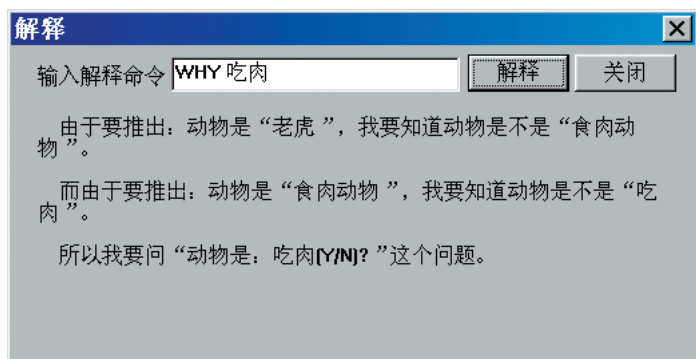 解释
输入解释命令 WHY 吃肉 解释 关闭
由于要推出：动物是“老虎 ”，我要知道动物是不是“食肉动
物 ”。
而由于要推出：动物是“食肉动物 ”，我要知道动物是不是“吃
肉 ”。
所以我要问“动物是：吃肉(Y/N)? ”这个问题。